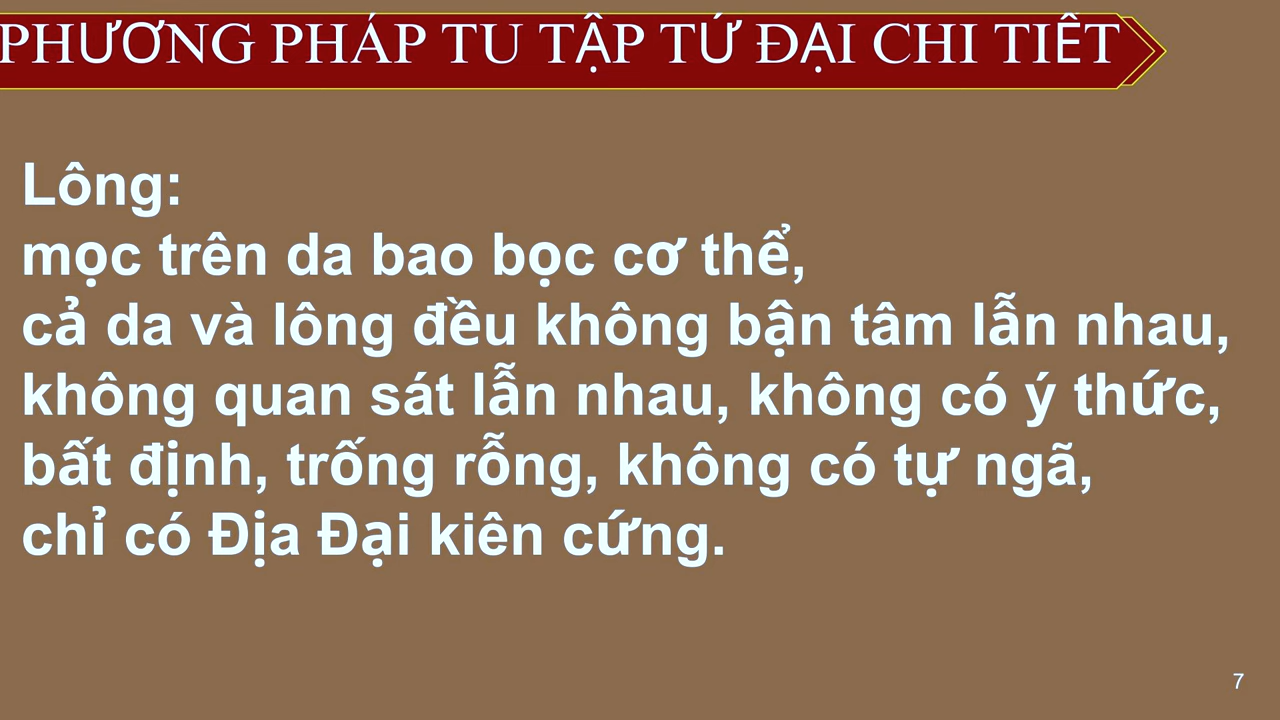 PHƯƠNG PHÁP TU TẬP TỨ ĐẠI CHI TIẾT
Lông:
mọc trên da bao bọc cơ thể,
cả da và lông đều không bận tâm lẫn nhau,
không quan sát lẫn nhau, không có ý thức,
bất định, trống rỗng, không có tự ngã,
chỉ có Địa Đại kiên cứng.
7